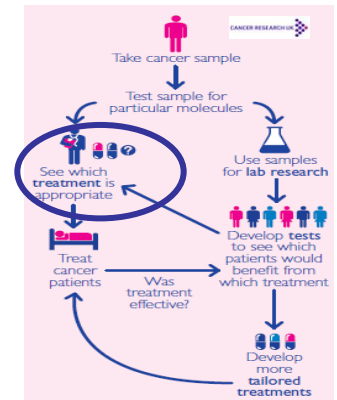 CANCER RESEARCH UK
Take cancer sample
Test sample for
particular molecules
?
See which
treatment is
appropriate
Use samples
for lab research
Treat
cancer
patients
Was
treatment
effective?
Develop tests
to see which
patients would
benefit from
which treatment
Develop
more
tailored
treatments